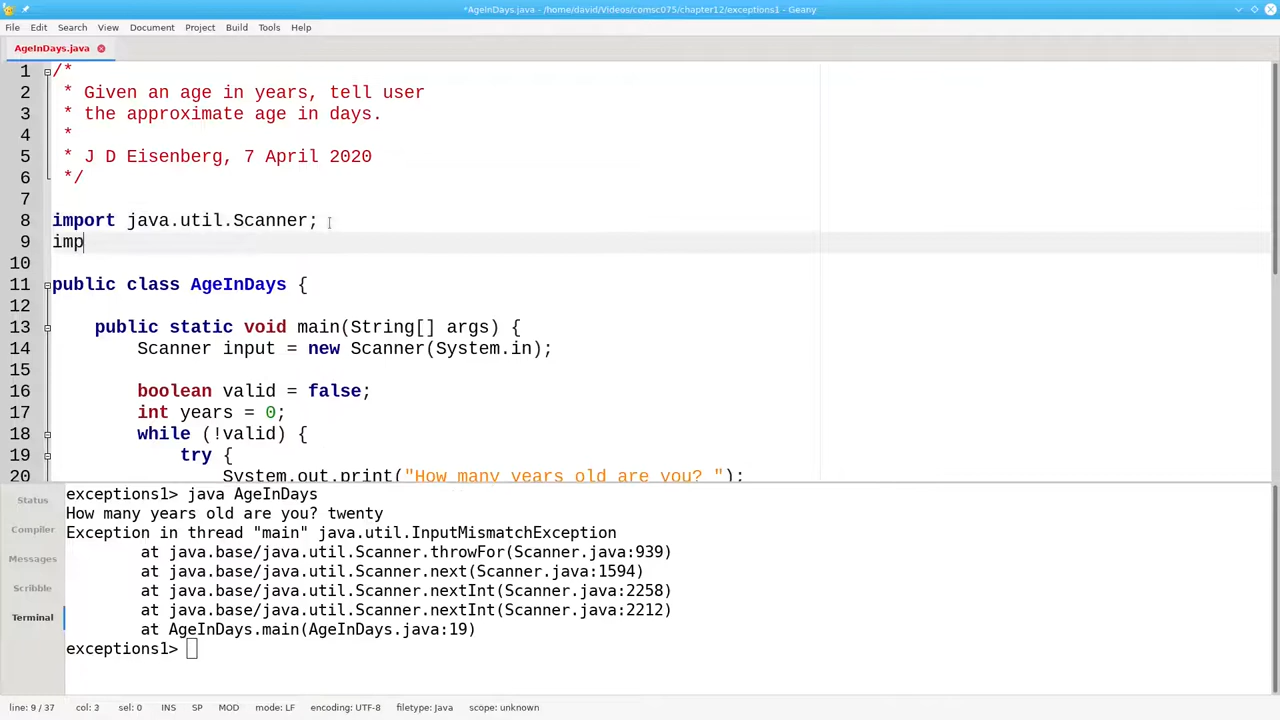 *AgeInDays.java - /home/david/Videos/comsc075/chapter12/exceptions1 - Geany
File Edit Search View Document Project Build Tools Help
AgeInDays.java
1 /*
2 * Given an age in years, tell user
3 * the approximate age in days.
4 *
5 * J D Eisenberg, 7 April 2020
6 */
7
8 import java.util.Scanner;
9 imp
10
11 public class AgeInDays {
12
13 public static void main(String[] args) {
14 Scanner input = new Scanner(System.in);
15
16 boolean valid = false;
17 int years = 0;
18 while (!valid) {
19 try {
20 System.out.print("How many years old are you? ");
Status
Compiler
Messages
Scribble
Terminal
exceptions1> java AgeInDays
How many years old are you? twenty
Exception in thread "main" java.util.InputMismatchException
at java.base/java.util.Scanner.throwFor(Scanner.java:939)
at java.base/java.util.Scanner.next(Scanner.java:1594)
at java.base/java.util.Scanner.nextInt(Scanner.java:2258)
at java.base/java.util.Scanner.nextInt(Scanner.java:2212)
at AgeInDays.main(AgeInDays.java:19)
exceptions1>
line: 9 / 37 col: 3 sel: 0 INS SP MOD mode: LF encoding: UTF-8 filetype: Java scope: unknown